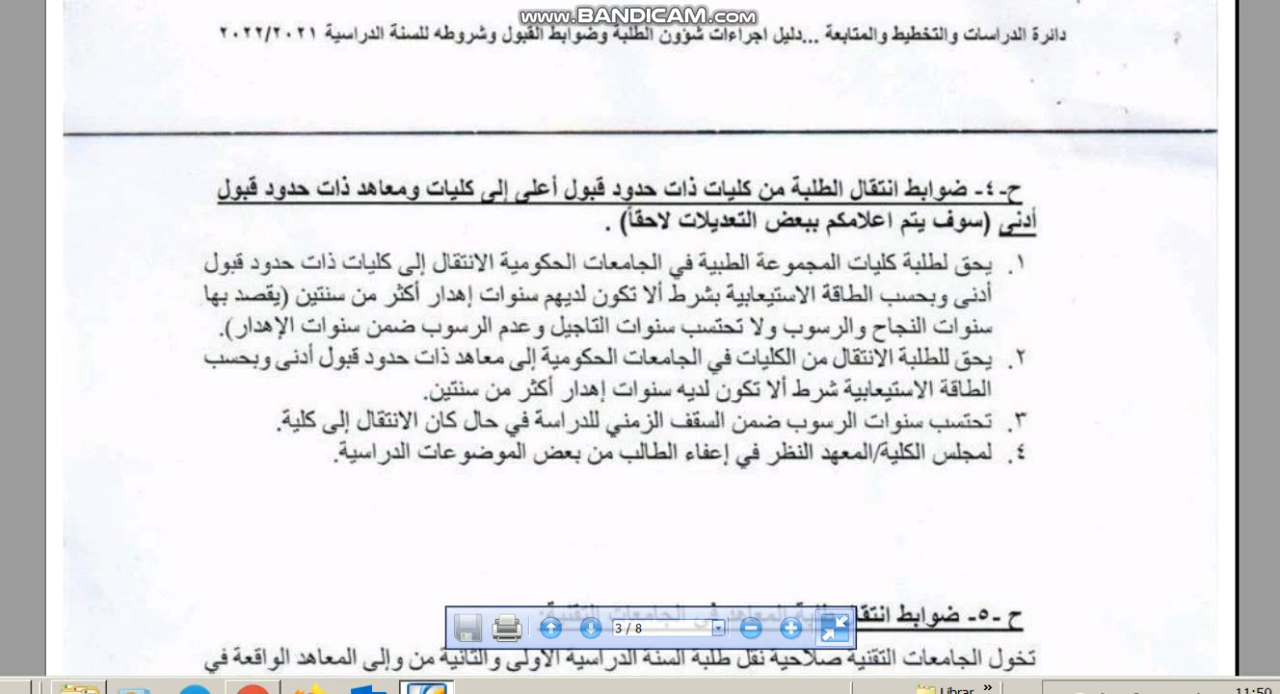 www.BANDICAM.com
دائرة الدراسات والتخطيط والمتابعة ...دليل اجراءات شؤون الطلبة وضوابط القبول وشروطه للسنة الدراسية ٢٠٢٢/٢٠٢١
ح-٤- ضوابط انتقال الطلبة من كليات ذات حدود قبول أعلى إلى كليات ومعاهد ذات حدود قبول
أدنى (سوف يتم اعلامكم ببعض التعديلات لاحقاً) .
١. يحق لطلبة كليات المجموعة الطبية في الجامعات الحكومية الانتقال إلى كليات ذات حدود قبول
أدنى وبحسب الطاقة الاستيعابية بشرط ألا تكون لديهم سنوات إهدار أكثر من سنتين (يقصد بها
سنوات النجاح والرسوب ولا تحتسب سنوات التاجيل وعدم الرسوب ضمن سنوات الإهدار).
٢. يحق للطلبة الانتقال من الكليات في الجامعات الحكومية إلى معاهد ذات حدود قبول أدنى وبحسب
الطاقة الاستيعابية شرط ألا تكون لديه سنوات إهدار أكثر من سنتين.
٣. تحتسب سنوات الرسوب ضمن السقف الزمني للدراسة في حال كان الانتقال إلى كلية.
٤. لمجلس الكلية/المعهد النظر في إعفاء الطالب من بعض الموضوعات الدراسية.
ح -٥- ضوابط انتقال طلبة المعاهد في الجامعات التقنية:
3 / 8
تخول الجامعات التقنية صلاحية نقل طلبة السنة الدراسية الاولى والثانية من وإلى المعاهد الواقعة في
Librar »
11:50